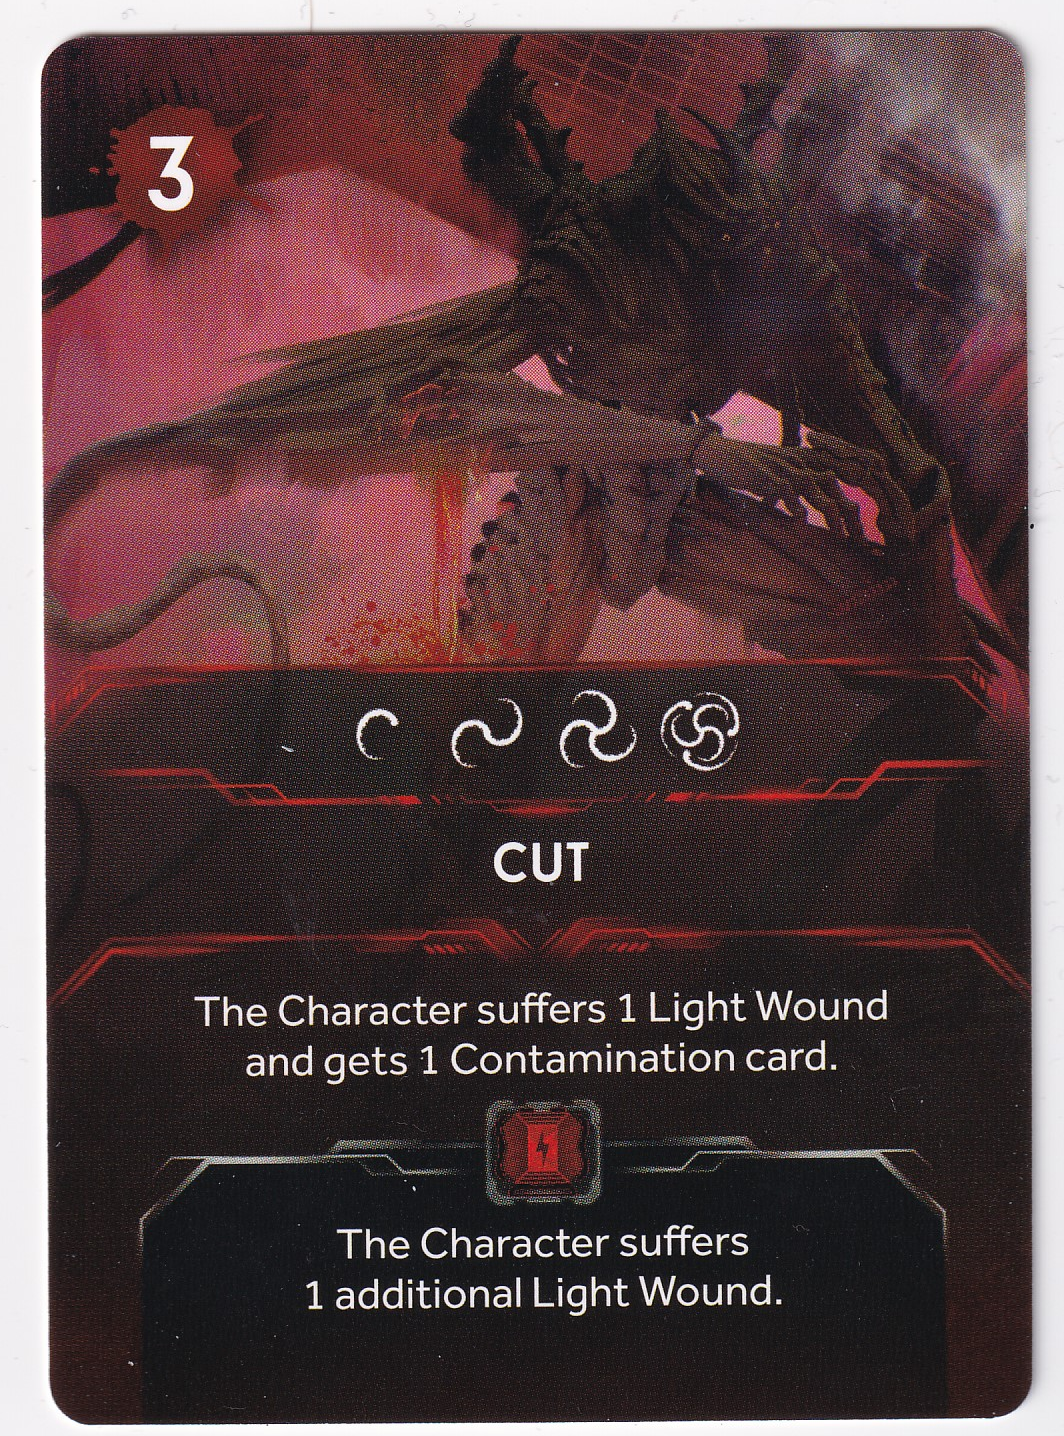 3
CUT
The Character suffers 1 Light Wound
and gets 1 Contamination card.
The Character suffers
1 additional Light Wound.